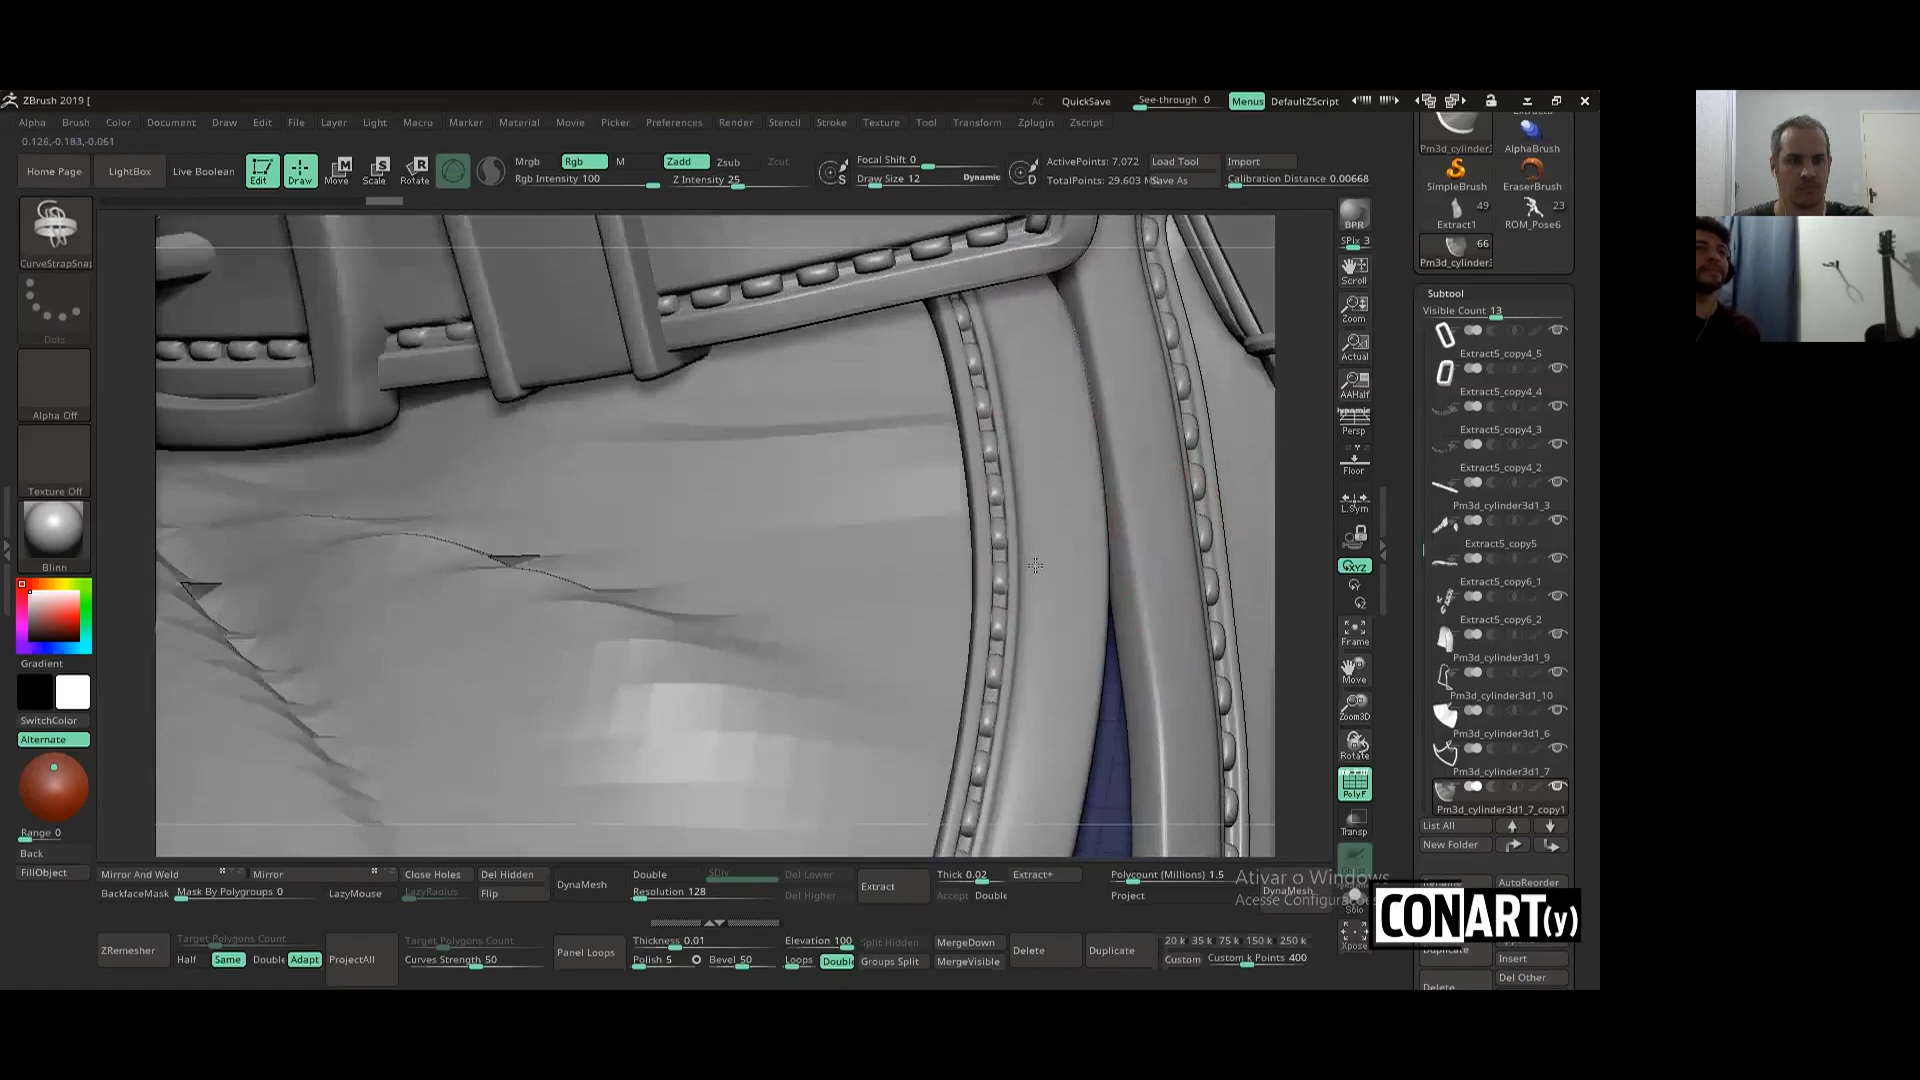 ZBrush 2019 [
AC QuickSave See-through 0 Menus DefaultZScript
Alpha Brush Color Document Draw Edit File Layer Light Macro Marker Material Movie Picker Preferences Render Stencil Stroke Texture Tool Transform Zplugin Zscript
0.126,-0.183,-0.061
Home Page LightBox Live Boolean Edit Draw Move Scale Rotate
Mrgb Rgb M Zadd Zsub Zcut
Rgb Intensity 100 Z Intensity 25
Focal Shift 0
Draw Size 12 Dynamic
ActivePoints: 7,072 Load Tool Import
TotalPoints: 29.603 Save As Calibration Distance 0.00668
CurveStrapSnap
Dots
Alpha Off
Texture Off
Blinn
Gradient
SwitchColor
Alternate
Range 0
Back
FillObject
BPR
SPix 3
Scroll
Zoom
Actual
AAHalf
Dynamic
Persp
Floor
L.Sym
XYZ
Frame
Move
Zoom3D
Rotate
PolyF
Transp
Solo
Xpose
Pm3d_cylinder3 AlphaBrush
SimpleBrush EraserBrush
49 23
Extract1 ROM_Pose6
66
Pm3d_cylinder3
Subtool
Visible Count 13
Extract5_copy4_5
Extract5_copy4_4
Extract5_copy4_3
Extract5_copy4_2
Pm3d_cylinder3d1_3
Extract5_copy5
Extract5_copy6_1
Extract5_copy6_2
Pm3d_cylinder3d1_9
Pm3d_cylinder3d1_10
Pm3d_cylinder3d1_6
Pm3d_cylinder3d1_7
Pm3d_cylinder3d1_7_copy1
List All
New Folder
Rename AutoReorder
Duplicate
Insert
Delete Del Other
Mirror And Weld Mirror Close Holes Del Hidden
BackfaceMask Mask By Polygroups 0 LazyMouse LazyRadius Flip
DynaMesh Double SDiv Del Lower
Resolution 128 Del Higher
Extract Thick 0.02 Extract+
Accept Double
Polycount (Millions) 1.5
Project DynaMesh
Ativar o Windows
Acesse Configurações
CONART(y)
ZRemesher Target Polygons Count
Half Same Double Adapt
ProjectAll Target Polygons Count
Curves Strength 50
Panel Loops Thickness 0.01 Elevation 100
Polish 5 Bevel 50 Loops Double
Split Hidden MergeDown
Groups Split MergeVisible
Delete Duplicate
20 k 35 k 75 k 150 k 250 k
Custom Custom k Points 400